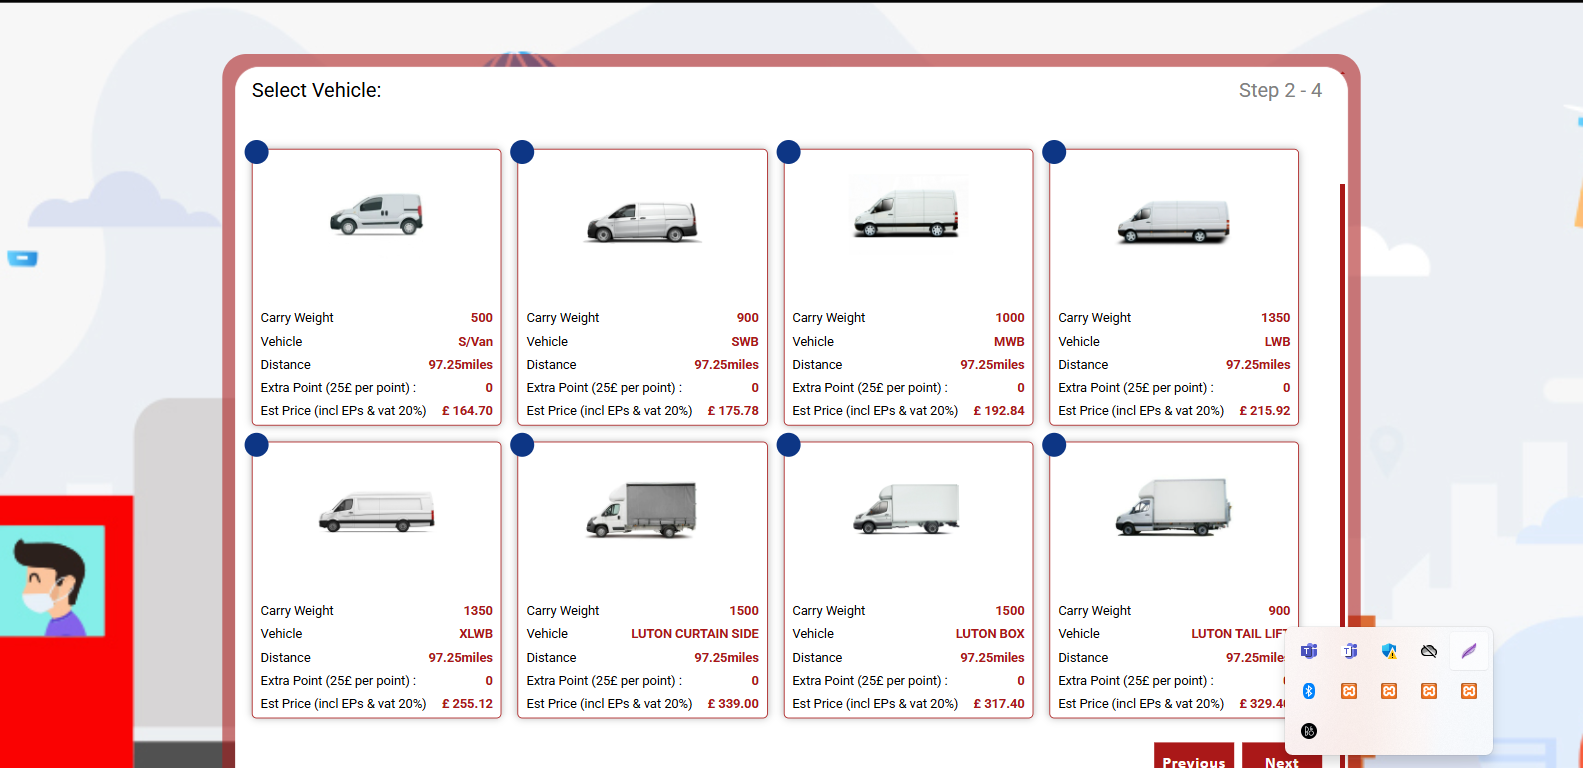 Select Vehicle:
Step 2 - 4
Carry Weight 500
Vehicle S/Van
Distance 97.25miles
Extra Point (25£ per point) : 0
Est Price (incl EPs & vat 20%) £ 164.70
Carry Weight 900
Vehicle SWB
Distance 97.25miles
Extra Point (25£ per point) : 0
Est Price (incl EPs & vat 20%) £ 175.78
Carry Weight 1000
Vehicle MWB
Distance 97.25miles
Extra Point (25£ per point) : 0
Est Price (incl EPs & vat 20%) £ 192.84
Carry Weight 1350
Vehicle LWB
Distance 97.25miles
Extra Point (25£ per point) : 0
Est Price (incl EPs & vat 20%) £ 215.92
Carry Weight 1350
Vehicle XLWB
Distance 97.25miles
Extra Point (25£ per point) : 0
Est Price (incl EPs & vat 20%) £ 255.12
Carry Weight 1500
Vehicle LUTON CURTAIN SIDE
Distance 97.25miles
Extra Point (25£ per point) : 0
Est Price (incl EPs & vat 20%) £ 339.00
Carry Weight 1500
Vehicle LUTON BOX
Distance 97.25miles
Extra Point (25£ per point) : 0
Est Price (incl EPs & vat 20%) £ 317.40
Carry Weight 900
Vehicle LUTON TAIL LIFT
Distance
Extra Point (25£ per point) :
Est Price (incl EPs & vat 20%) £
Previous
Next